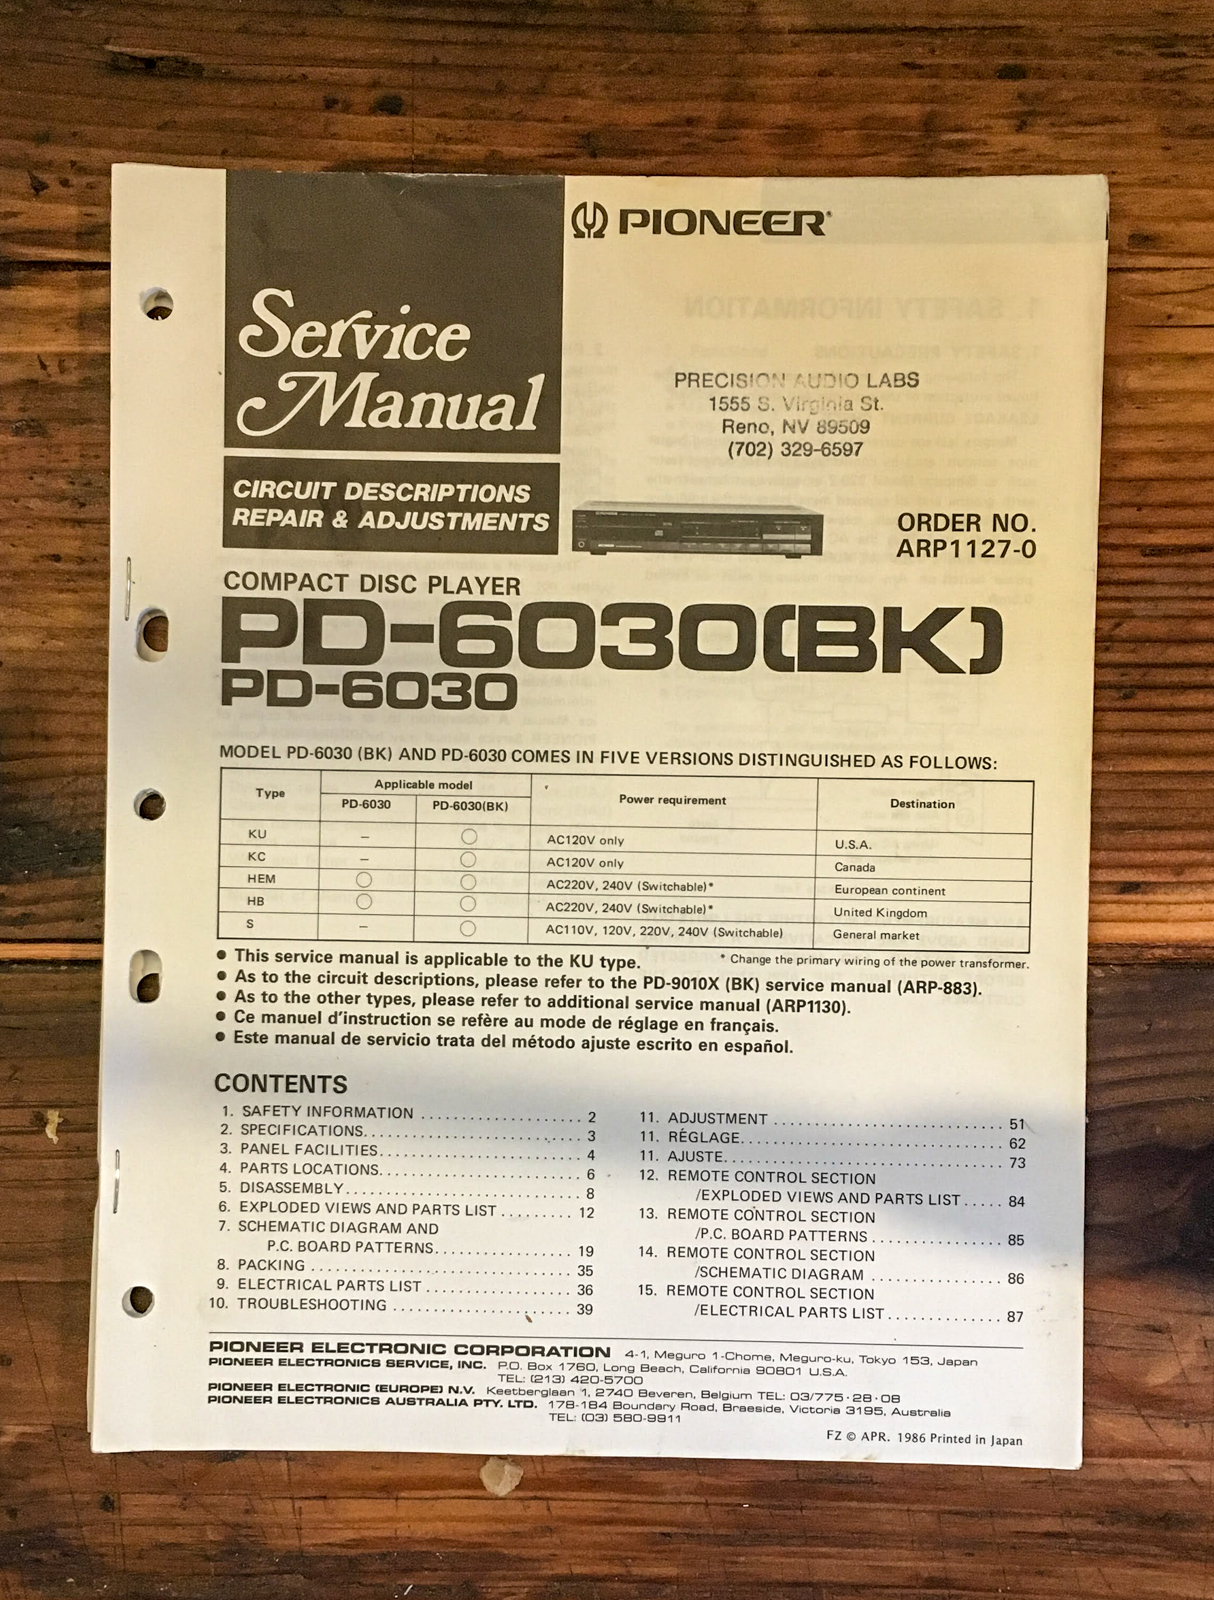 PIONEER
Service
Manual
CIRCUIT DESCRIPTIONS
REPAIR & ADJUSTMENTS
PRECISION AUDIO LABS
1555 S. Virginia St.
Reno, NV 89509
(702) 329-6597
ORDER NO.
ARP1127-0
COMPACT DISC PLAYER
PD-6030(BK)
PD-6030
MODEL PD-6030 (BK) AND PD-6030 COMES IN FIVE VERSIONS DISTINGUISHED AS FOLLOWS:
Type Applicable model Power requirement Destination
PD-6030 PD-6030(BK)
KU – ○ AC120V only U.S.A.
KC – ○ AC120V only Canada
HEM ○ ○ AC220V, 240V (Switchable)* European continent
HB ○ ○ AC220V, 240V (Switchable)* United Kingdom
S – ○ AC110V, 120V, 220V, 240V (Switchable) General market
● This service manual is applicable to the KU type. * Change the primary wiring of the power transformer.
● As to the circuit descriptions, please refer to the PD-9010X (BK) service manual (ARP-883).
● As to the other types, please refer to additional service manual (ARP1130).
● Ce manuel d'instruction se refère au mode de réglage en français.
● Este manual de servicio trata del método ajuste escrito en español.
CONTENTS
1. SAFETY INFORMATION .................... 2
2. SPECIFICATIONS......................... 3
3. PANEL FACILITIES....................... 4
4. PARTS LOCATIONS....................... 6
5. DISASSEMBLY........................... 8
6. EXPLODED VIEWS AND PARTS LIST ......... 12
7. SCHEMATIC DIAGRAM AND
P.C. BOARD PATTERNS................ 19
8. PACKING .............................. 35
9. ELECTRICAL PARTS LIST .................. 36
10. TROUBLESHOOTING ..................... 39
11. ADJUSTMENT .......................... 51
11. RÉGLAGE............................. 62
11. AJUSTE............................... 73
12. REMOTE CONTROL SECTION
/EXPLODED VIEWS AND PARTS LIST ..... 84
13. REMOTE CONTROL SECTION
/P.C. BOARD PATTERNS ............... 85
14. REMOTE CONTROL SECTION
/SCHEMATIC DIAGRAM ............... 86
15. REMOTE CONTROL SECTION
/ELECTRICAL PARTS LIST ............. 87
PIONEER ELECTRONIC CORPORATION 4-1, Meguro 1-Chome, Meguro-ku, Tokyo 153, Japan
PIONEER ELECTRONICS SERVICE, INC. P.O. Box 1760, Long Beach, California 90801 U.S.A.
TEL: (213) 420-5700
PIONEER ELECTRONIC (EUROPE) N.V. Keetberglaan 1, 2740 Beveren, Belgium TEL: 03/775·28·08
PIONEER ELECTRONICS AUSTRALIA PTY. LTD. 178-184 Boundary Road, Braeside, Victoria 3195, Australia
TEL: (03) 580-9911
FZ © APR. 1986 Printed in Japan